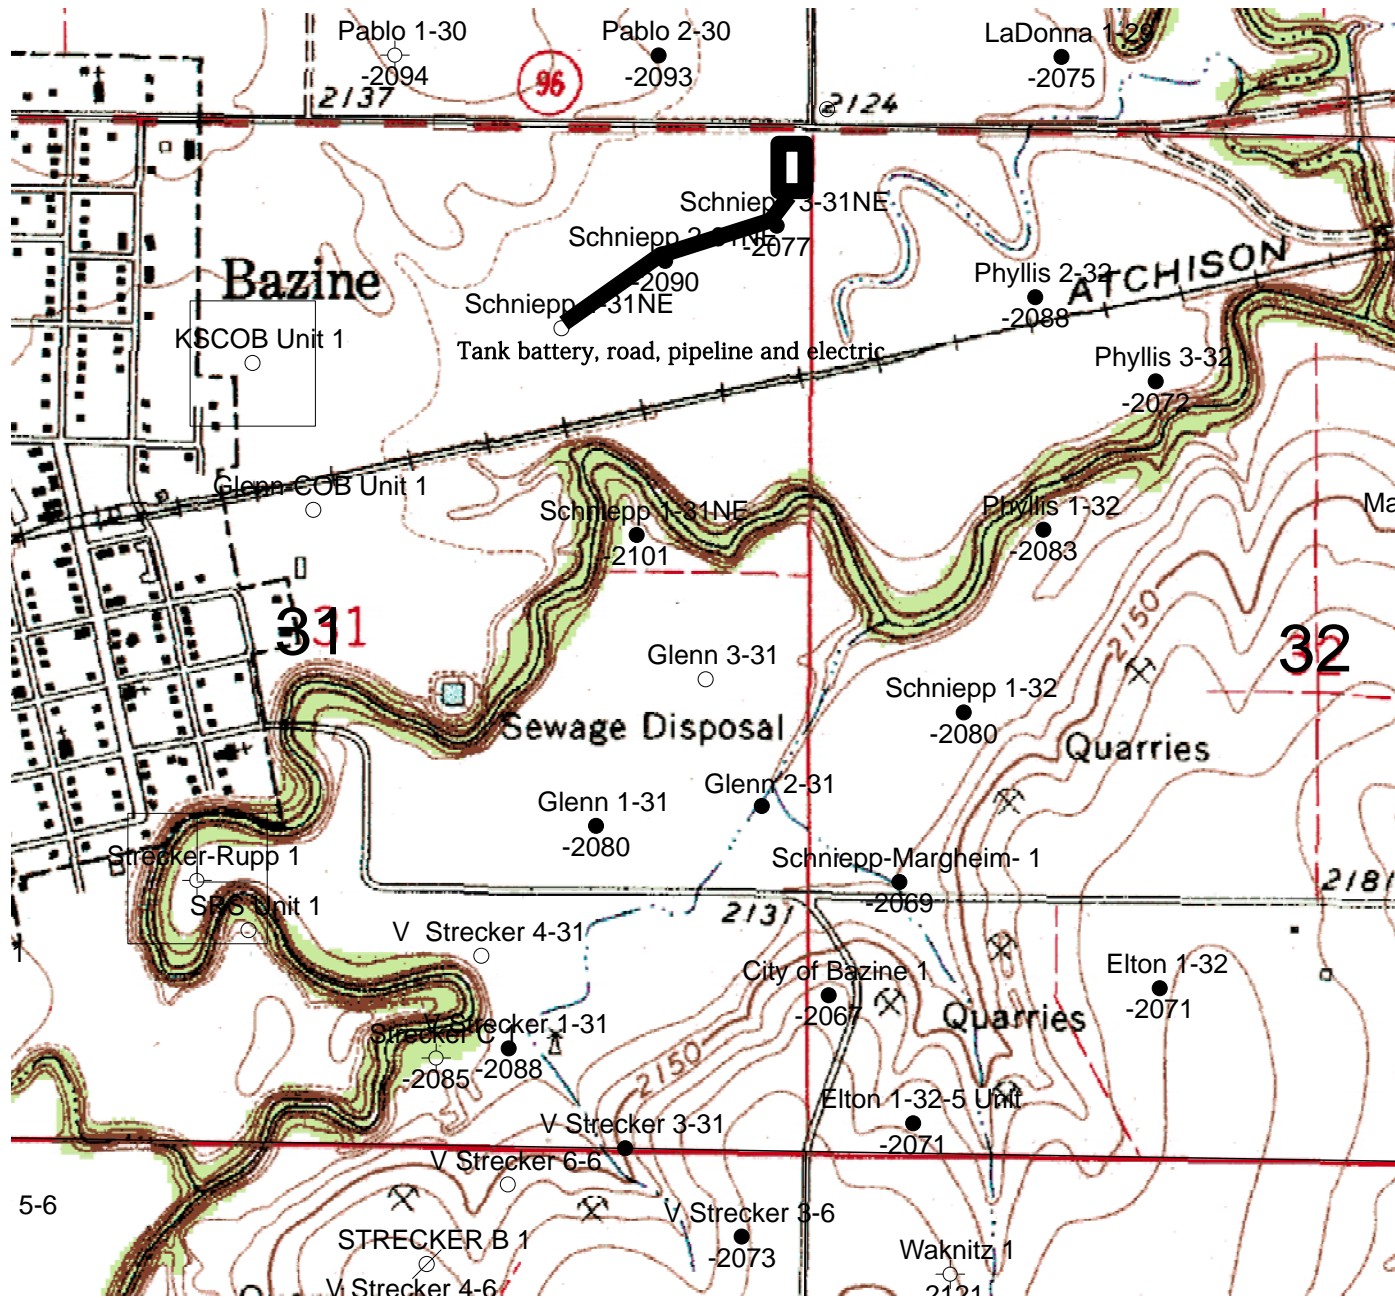 Pablo 1-30
-2094
Pablo 2-30
-2093
LaDonna 1-29
-2075
96
2137
2124
Schniepp 3-31NE
-2077
Schniepp 2-31NE
-2090
Bazine
Schniepp -31NE
ATCHISON
Phyllis 2-32
-2088
KSCOB Unit 1
Tank battery, road, pipeline and electric
Phyllis 3-32
-2072
Glenn-COB Unit 1
Schniepp 1-31NE
-2101
Phyllis 1-32
-2083
Ma
31
31
2150
32
Glenn 3-31
Schniepp 1-32
-2080
Sewage Disposal
Quarries
Glenn 2-31
Glenn 1-31
-2080
Strecker-Rupp 1
Schniepp-Margheim- 1
-2069
2181
SRS Unit 1
2131
V Strecker 4-31
1
City of Bazine 1
-2067
Elton 1-32
-2071
Quarries
V Strecker 1-31
-2088
Strecker C 1
-2085
2150
Elton 1-32-5 Unit
-2071
V Strecker 3-31
V Strecker 6-6
5-6
V Strecker 3-6
-2073
STRECKER B 1
Waknitz 1
2121
V Strecker 4-6